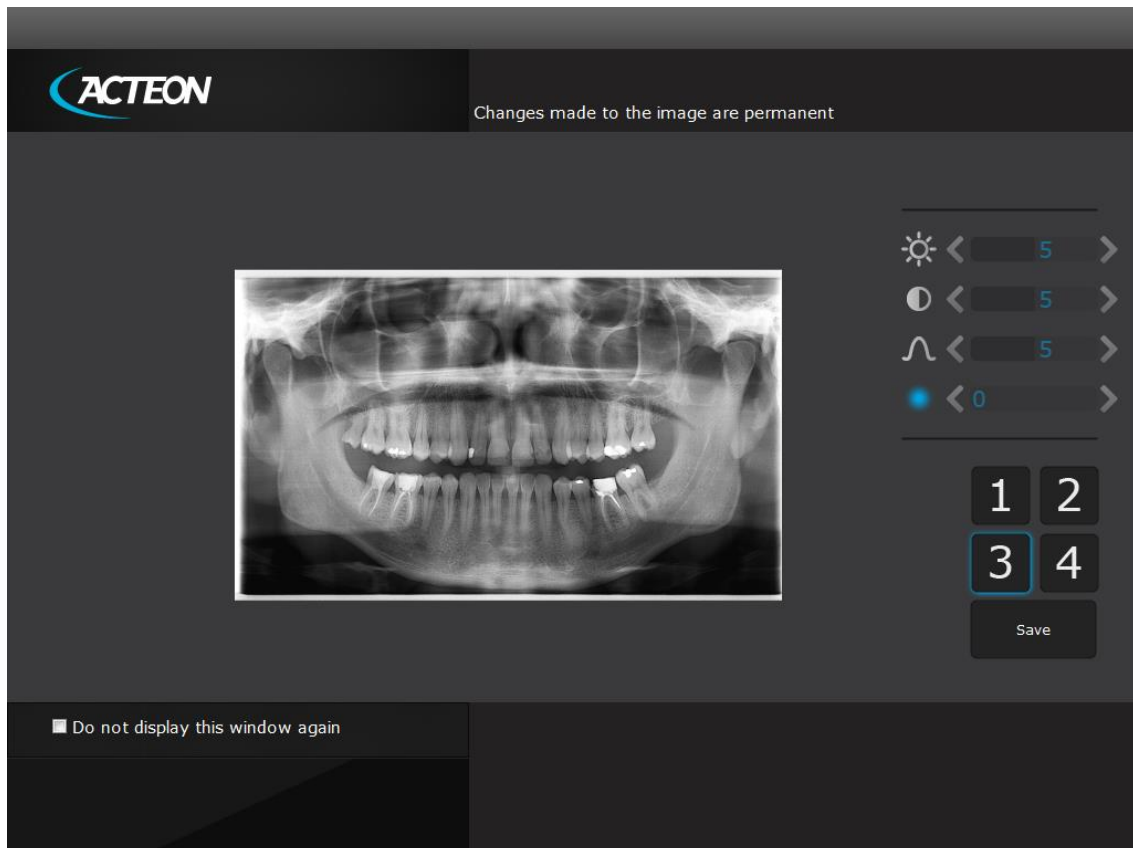 ACTEON
Changes made to the image are permanent
5
5
5
0
1 2
3 4
Save
Do not display this window again